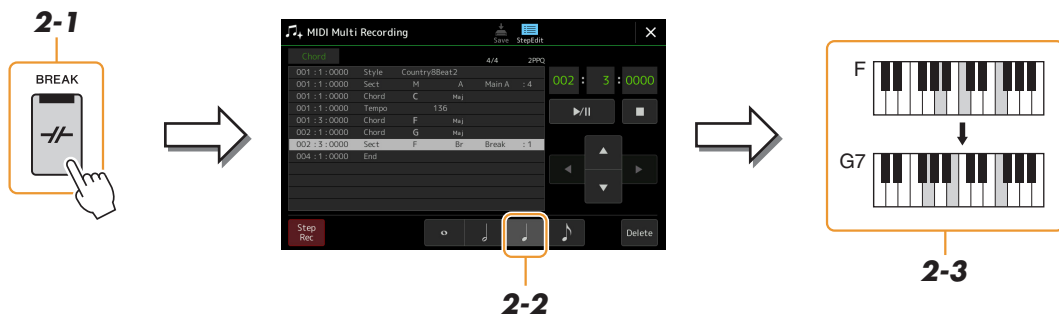 2-1
BREAK
MIDI Multi Recording
Save
StepEdit
Chord
4/4 2PPQ
001 : 1 : 0000 Style Country8Beat2
001 : 1 : 0000 Sect M A Main A : 4
001 : 1 : 0000 Chord C Maj
001 : 1 : 0000 Tempo 136
001 : 3 : 0000 Chord F Maj
002 : 1 : 0000 Chord G Maj
002 : 3 : 0000 Sect F Br Break : 1
004 : 1 : 0000 End
002 : 3 : 0000
Step
Rec
Delete
2-2
F
G7
2-3